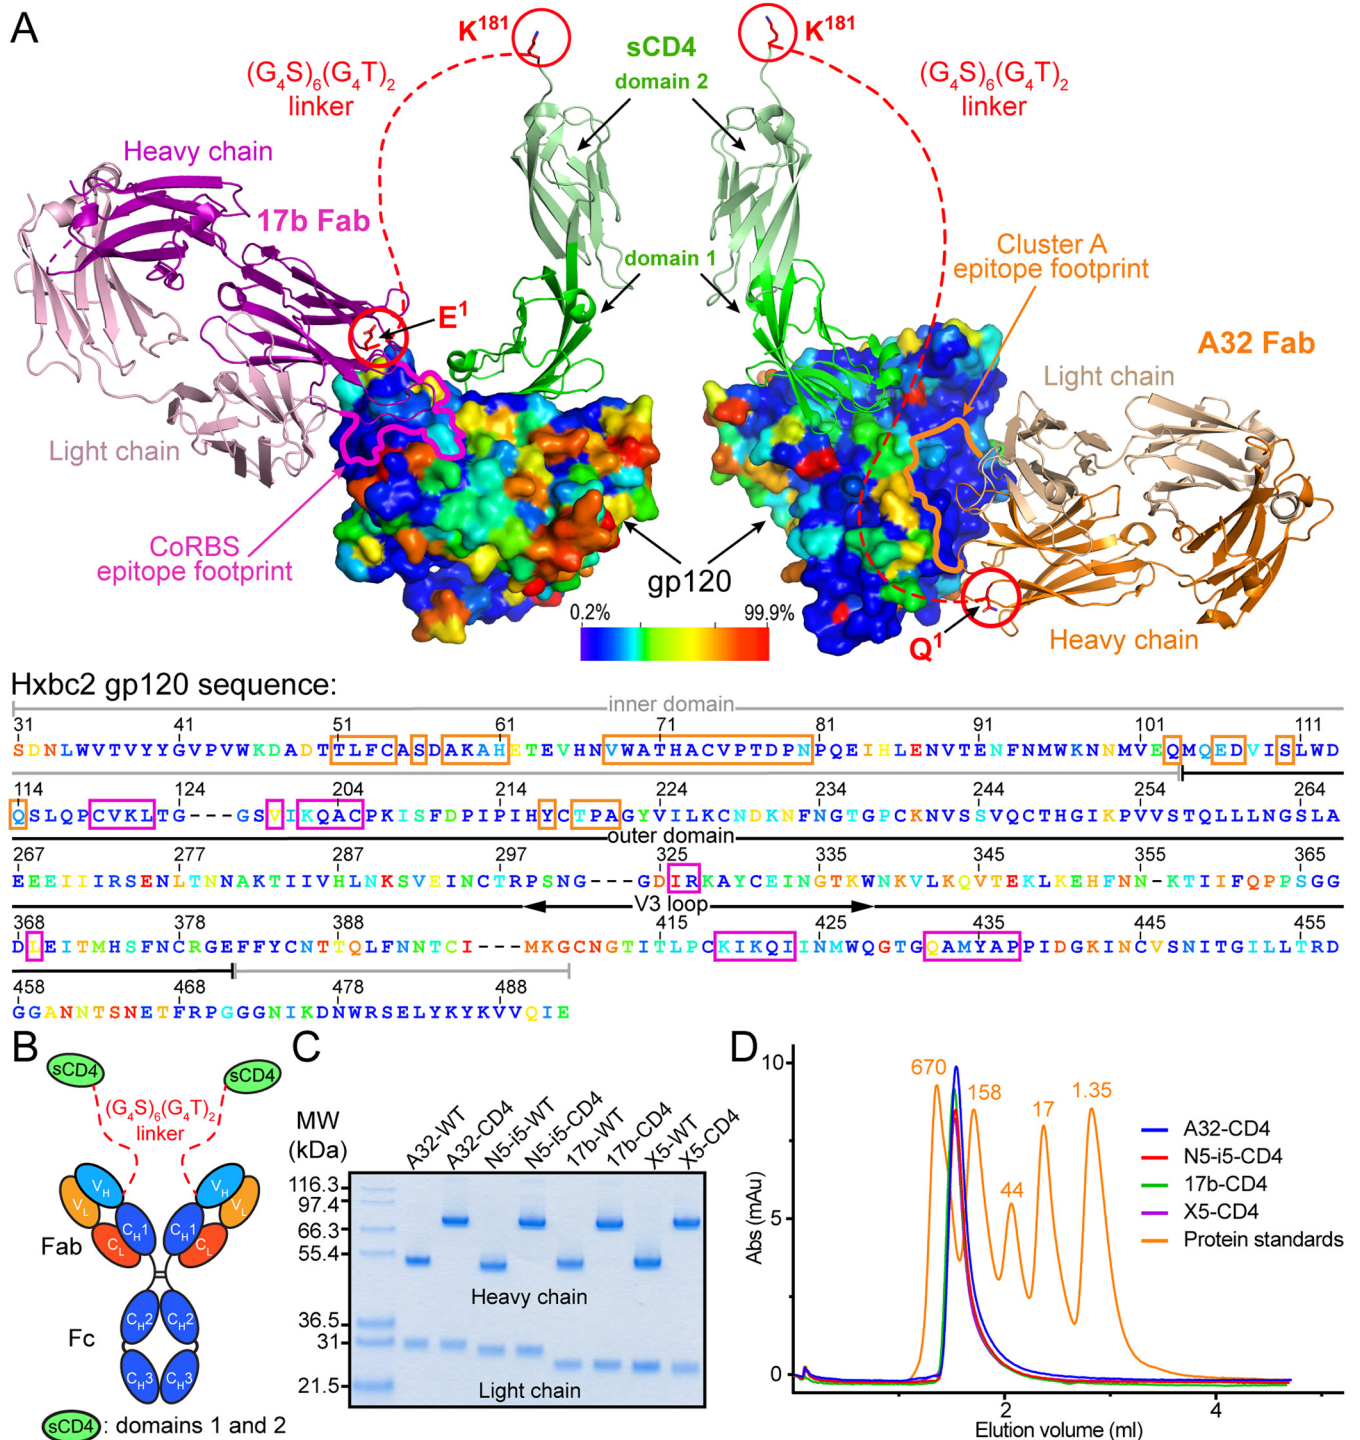 A
K181
(G4S)6(G4T)2
linker
sCD4
domain 2
K181
(G4S)6(G4T)2
linker
Heavy chain
17b Fab
domain 1
Cluster A
epitope footprint
E1
A32 Fab
Light chain
Light chain
CoRBS
epitope footprint
gp120
0.2% 99.9%
Q1
Heavy chain
Hxbc2 gp120 sequence:
inner domain
31 41 51 61 71 81 91 101 111
SDNLWVTVYYGVPVWKDADTTLFCASDAKAHETEVHNVWATHACVPTDPNPQEIHLENVTENFNMWKNNMVEQMQEDVISLWD
114 124 204 214 224 234 244 254 264
QSLQPCVKLTG---GSVIKQACPKISFDPIPIHYCTPAGYVILKCNDKNFNGTGPCKNVSSVQCTHGIKPVVSTQLLLNGSLA
outer domain
267 277 287 297 325 335 345 355 365
EEEIIIRSENLTNNAKTIIVHLNKSVEINCTRPSNG---GDIRKAYCEINGTKWNKVLKQVTEKLKEHFNN-KTIIFQPPSGG
V3 loop
368 378 388 415 425 435 445 455
DLEITMHSFNCRGEFFYCNTTQLFNNTCI---MKGCNGTITLPCKIKQIINMWQGTGQAMYAPPIDGKINCVSNITGILLTRD
458 468 478 488
GGANNTSNETFRPGGGNIKDNWRSELYKYKVVQIE
B
sCD4 sCD4
(G4S)6(G4T)2
linker
VH VH
VL VL
CH1 CH1
CL CL
Fab
Fc
CH2 CH2
CH3 CH3
sCD4 : domains 1 and 2
C
MW
(kDa)
A32-WT
A32-CD4
N5-i5-WT
N5-i5-CD4
17b-WT
17b-CD4
X5-WT
X5-CD4
116.3
97.4
66.3
55.4
36.5
31
21.5
Heavy chain
Light chain
D
10
5
0
Abs (mAu)
670
158
44
17
1.35
A32-CD4
N5-i5-CD4
17b-CD4
X5-CD4
Protein standards
2 4
Elution volume (ml)